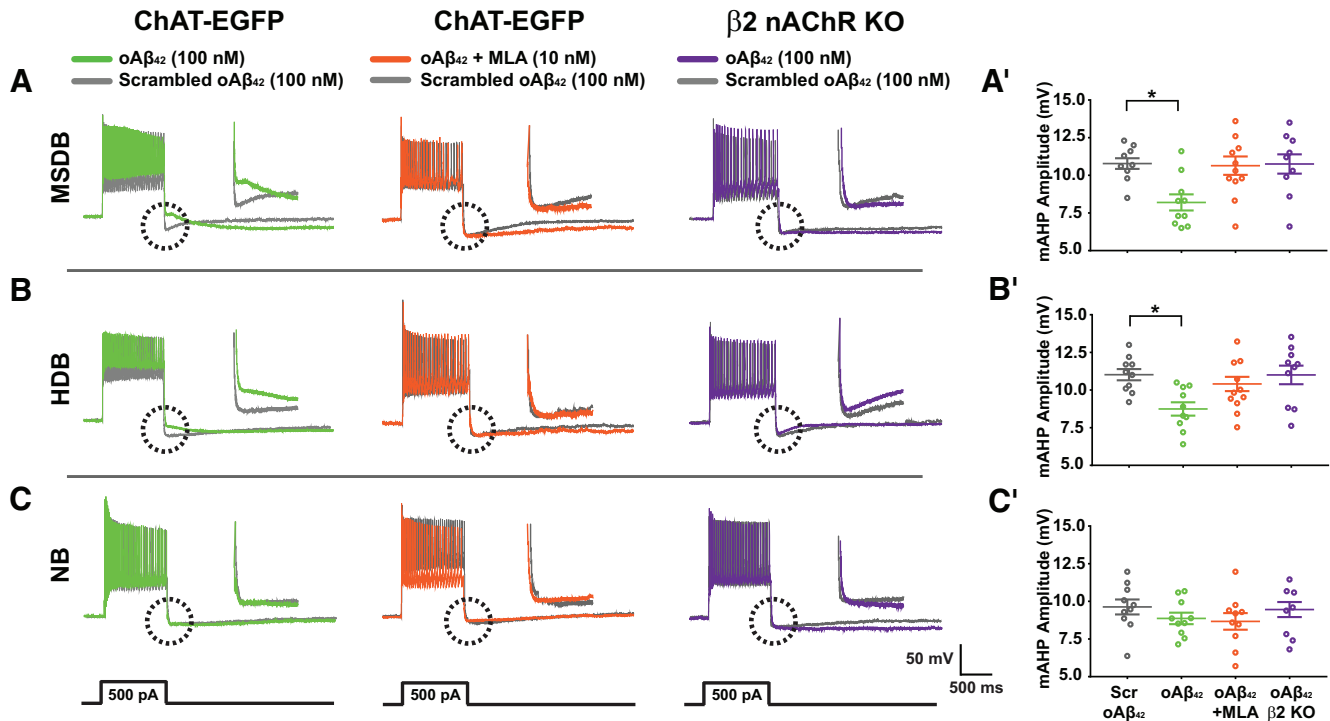 ChAT-EGFP ChAT-EGFP β2 nAChR KO
oAβ₄₂ (100 nM) oAβ₄₂ + MLA (10 nM) oAβ₄₂ (100 nM)
Scrambled oAβ₄₂ (100 nM) Scrambled oAβ₄₂ (100 nM) Scrambled oAβ₄₂ (100 nM)
A
MSDB
A'
*
mAHP Amplitude (mV)
15.0
12.5
10.0
7.5
5.0
B
HDB
B'
*
mAHP Amplitude (mV)
15.0
12.5
10.0
7.5
5.0
C
NB
C'
mAHP Amplitude (mV)
15.0
12.5
10.0
7.5
5.0
50 mV
500 ms
500 pA 500 pA 500 pA
Scr oAβ₄₂ oAβ₄₂ oAβ₄₂
oAβ₄₂ +MLA β2 KO